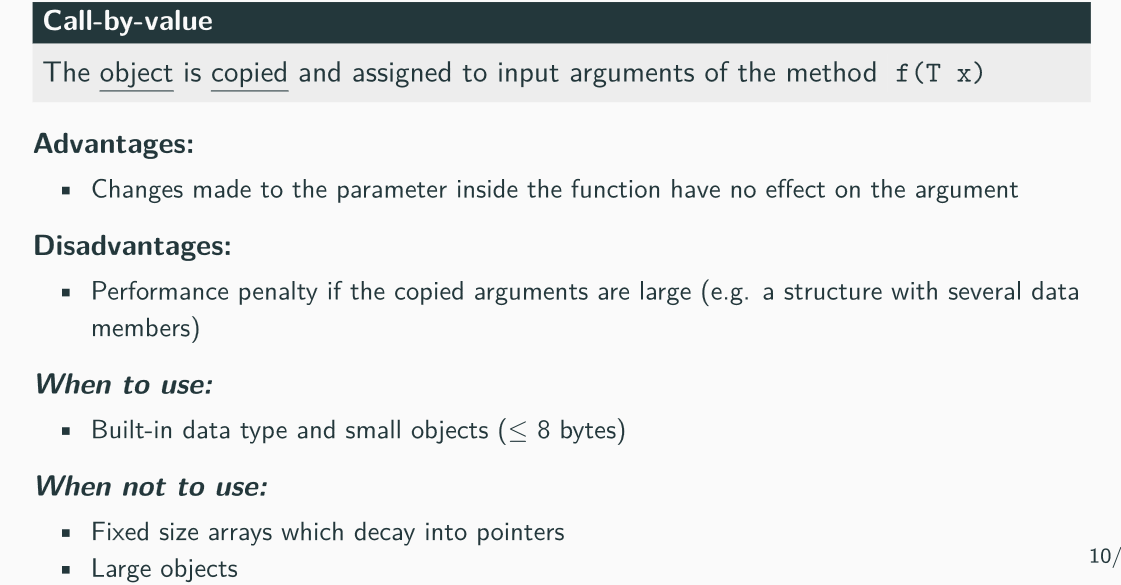 Call-by-value
The object is copied and assigned to input arguments of the method f(T x)
Advantages:
▪ Changes made to the parameter inside the function have no effect on the argument
Disadvantages:
▪ Performance penalty if the copied arguments are large (e.g. a structure with several data
members)
When to use:
▪ Built-in data type and small objects (≤ 8 bytes)
When not to use:
▪ Fixed size arrays which decay into pointers
▪ Large objects
10/